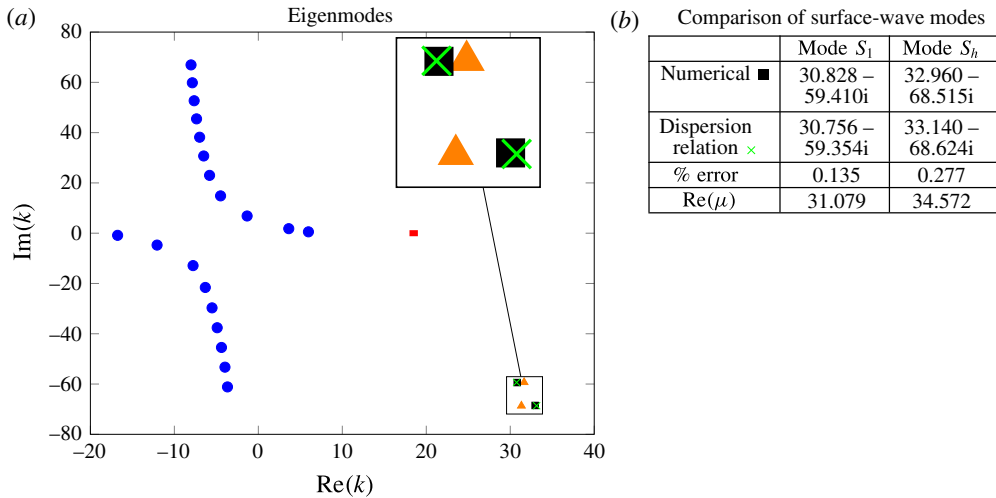 (a)
Eigenmodes
80
60
40
20
0
−20
−40
−60
−80
−20
−10
0
10
20
30
40
Im(k)
Re(k)
(b)
Comparison of surface-wave modes
Mode S1 Mode Sh
Numerical 30.828 – 32.960 –
59.410i 68.515i
Dispersion 30.756 – 33.140 –
relation × 59.354i 68.624i
% error 0.135 0.277
Re(μ) 31.079 34.572